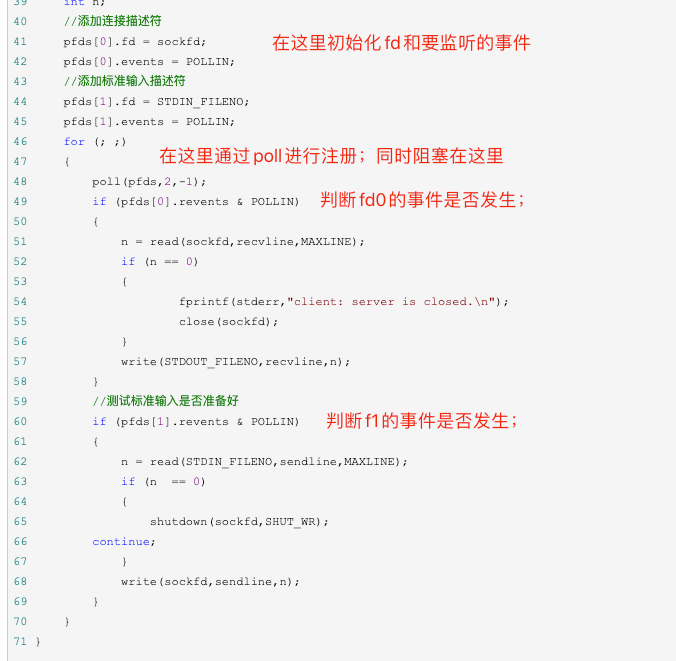 39     int n;
40     //添加连接描述符
41     pfds[0].fd = sockfd;     在这里初始化fd和要监听的事件
42     pfds[0].events = POLLIN;
43     //添加标准输入描述符
44     pfds[1].fd = STDIN_FILENO;
45     pfds[1].events = POLLIN;
46     for (; ;)
在这里通过poll进行注册；同时阻塞在这里
47     {
48         poll(pfds,2,-1);
49         if (pfds[0].revents & POLLIN)     判断fd0的事件是否发生；
50         {
51             n = read(sockfd,recvline,MAXLINE);
52             if (n == 0)
53             {
54                     fprintf(stderr,"client: server is closed.\n");
55                     close(sockfd);
56             }
57             write(STDOUT_FILENO,recvline,n);
58         }
59         //测试标准输入是否准备好
60         if (pfds[1].revents & POLLIN)     判断f1的事件是否发生；
61         {
62             n = read(STDIN_FILENO,sendline,MAXLINE);
63             if (n  == 0)
64             {
65                 shutdown(sockfd,SHUT_WR);
66         continue;
67             }
68             write(sockfd,sendline,n);
69         }
70     }
71 }